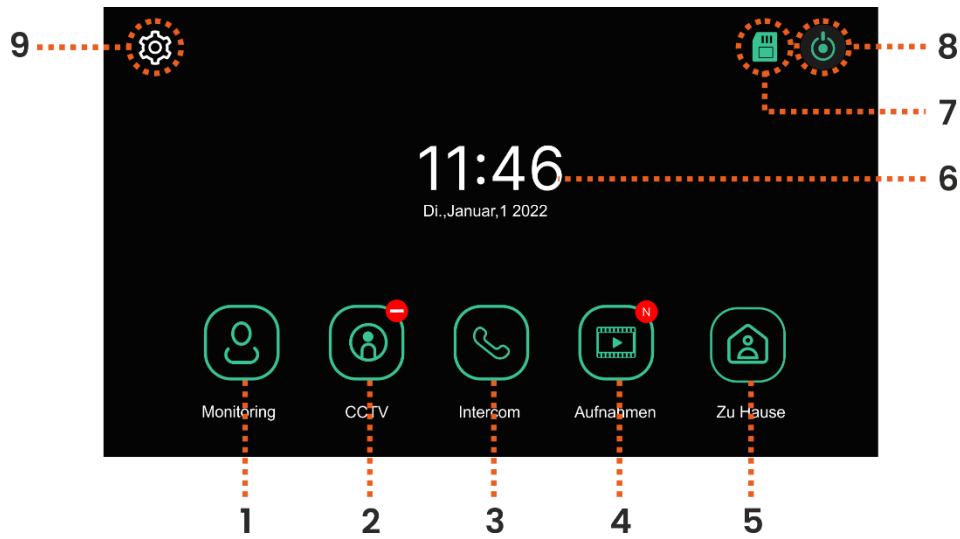 9
8
7
11:46
6
Di.,Januar,1 2022
N
Monitoring
CCTV
Intercom
Aufnahmen
Zu Hause
1
2
3
4
5